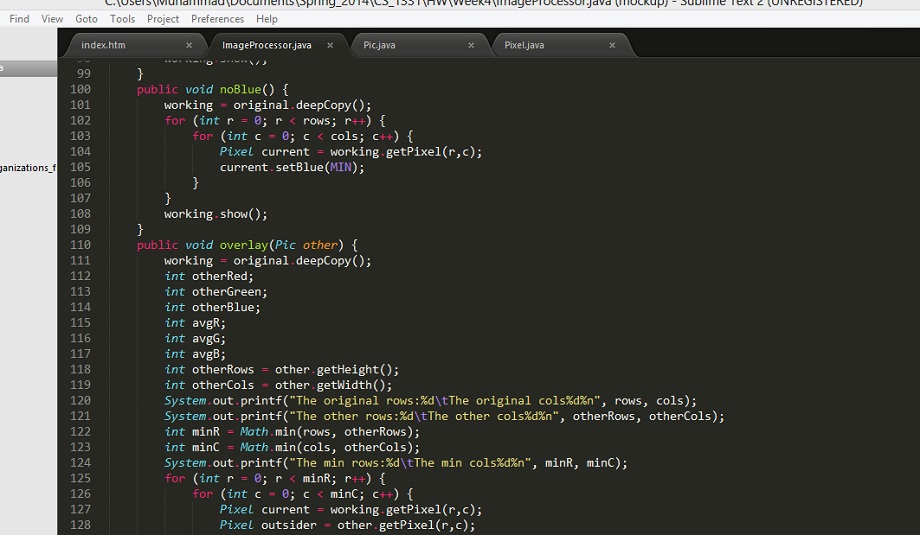 C:\Users\Muhammad\Documents\Spring_2014\CS_1331\HW\Week4\ImageProcessor.java (mockup) - Sublime Text 2 (UNREGISTERED)
Find View Goto Tools Project Preferences Help
index.htm × ImageProcessor.java × Pic.java × Pixel.java ×
98 working.show();
99 }
100 public void noBlue() {
101 working = original.deepCopy();
102 for (int r = 0; r < rows; r++) {
103 for (int c = 0; c < cols; c++) {
104 Pixel current = working.getPixel(r,c);
105 current.setBlue(MIN);
106 }
107 }
108 working.show();
109 }
110 public void overlay(Pic other) {
111 working = original.deepCopy();
112 int otherRed;
113 int otherGreen;
114 int otherBlue;
115 int avgR;
116 int avgG;
117 int avgB;
118 int otherRows = other.getHeight();
119 int otherCols = other.getWidth();
120 System.out.printf("The original rows:%d\tThe original cols%d%n", rows, cols);
121 System.out.printf("The other rows:%d\tThe other cols%d%n", otherRows, otherCols);
122 int minR = Math.min(rows, otherRows);
123 int minC = Math.min(cols, otherCols);
124 System.out.printf("The min rows:%d\tThe min cols%d%n", minR, minC);
125 for (int r = 0; r < minR; r++) {
126 for (int c = 0; c < minC; c++) {
127 Pixel current = working.getPixel(r,c);
128 Pixel outsider = other.getPixel(r,c);
a
ganizations_f